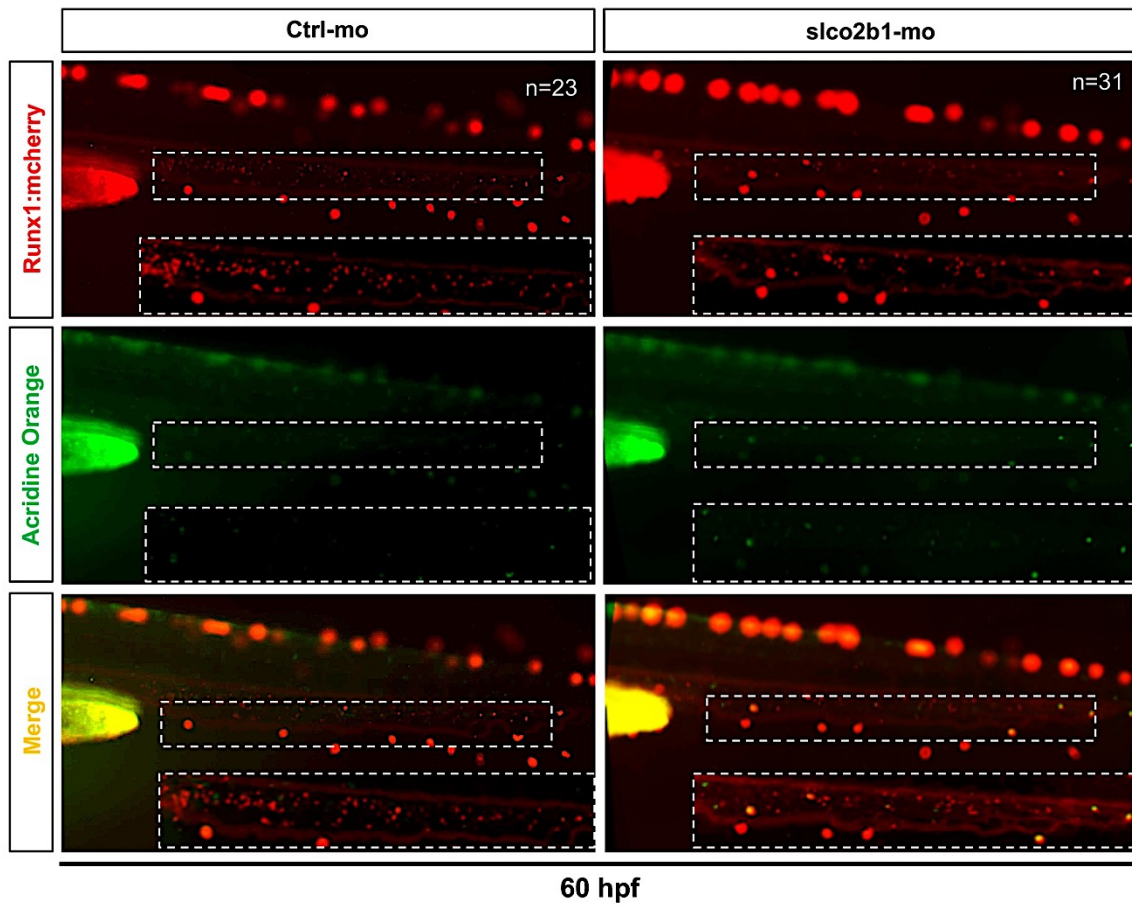 Ctrl-mo
slco2b1-mo
Runx1:mcherry
n=23
n=31
Acridine Orange
Merge
60 hpf